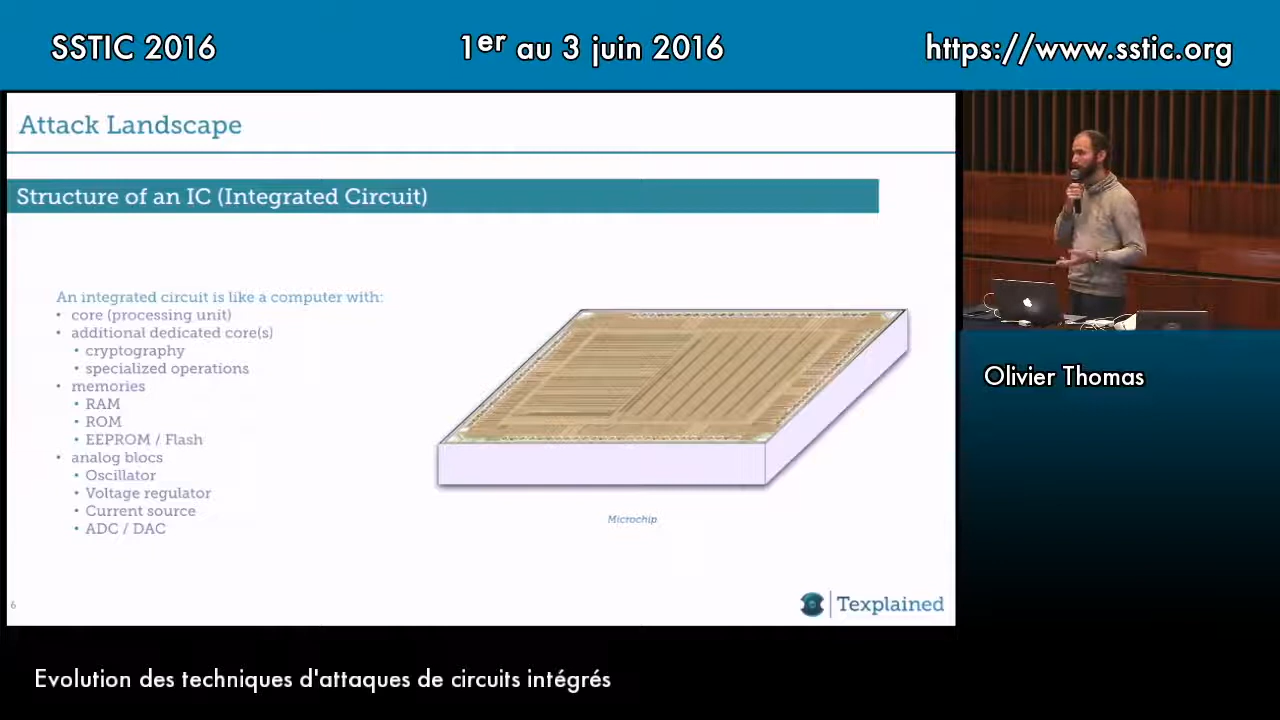 SSTIC 2016
1er au 3 juin 2016
https://www.sstic.org
Attack Landscape
Structure of an IC (Integrated Circuit)
An integrated circuit is like a computer with:
• core (processing unit)
• additional dedicated core(s)
• cryptography
• specialized operations
• memories
• RAM
• ROM
• EEPROM / Flash
• analog blocs
• Oscillator
• Voltage regulator
• Current source
• ADC / DAC
Microchip
6
Texplained
Olivier Thomas
Evolution des techniques d'attaques de circuits intégrés